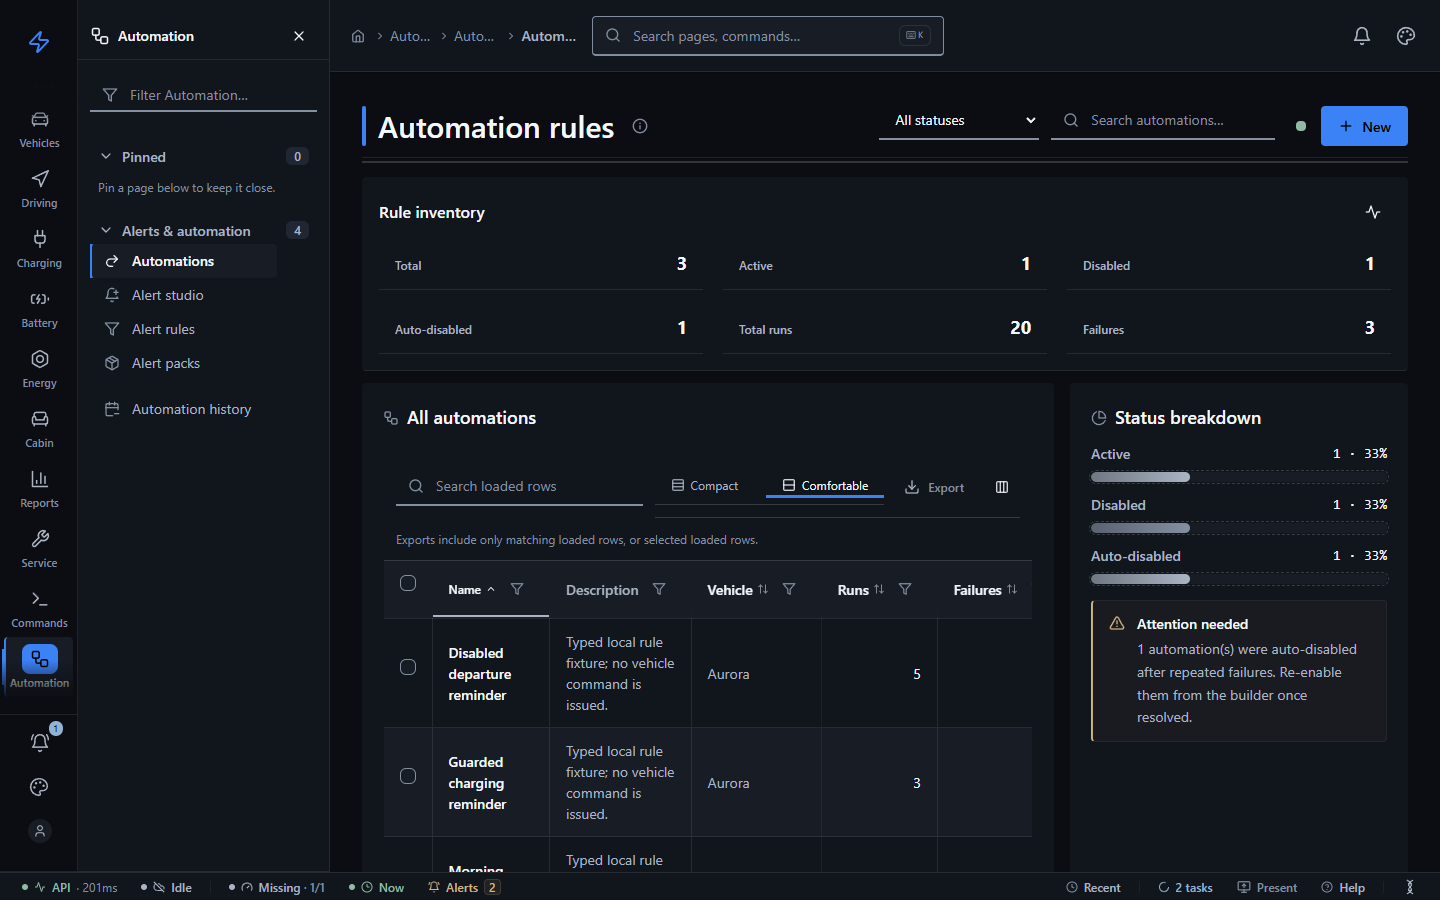 Automation
Filter Automation...
Pinned
0
Pin a page below to keep it close.
Alerts & automation
4
Automations
Alert studio
Alert rules
Alert packs
Automation history
Vehicles
Driving
Charging
Battery
Energy
Cabin
Reports
Service
Commands
Automation
1
Auto...
Auto...
Autom...
Search pages, commands...
K
Automation rules
All statuses
Search automations...
New
Rule inventory
Total
3
Active
1
Disabled
1
Auto-disabled
1
Total runs
20
Failures
3
All automations
Search loaded rows
Compact
Comfortable
Export
Exports include only matching loaded rows, or selected loaded rows.
Name
Description
Vehicle
Runs
Failures
Disabled
departure
reminder
Typed local rule
fixture; no vehicle
command is
issued.
Aurora
5
Guarded
charging
reminder
Typed local rule
fixture; no vehicle
command is
issued.
Aurora
3
Morning
Typed local rule
Status breakdown
Active
1 · 33%
Disabled
1 · 33%
Auto-disabled
1 · 33%
Attention needed
1 automation(s) were auto-disabled
after repeated failures. Re-enable
them from the builder once
resolved.
API · 201ms
Idle
Missing · 1/1
Now
Alerts 2
Recent
2 tasks
Present
Help